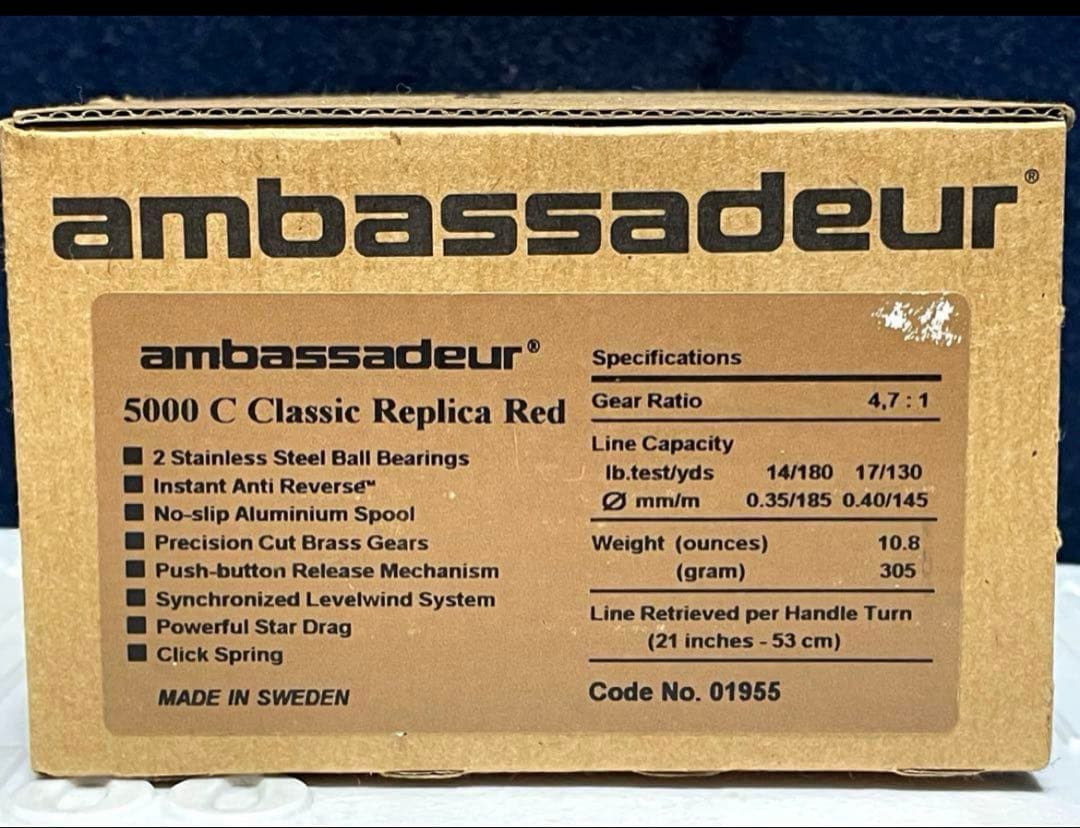 ambassadeur®
ambassadeur®
5000 C Classic Replica Red
■ 2 Stainless Steel Ball Bearings
■ Instant Anti Reverse™
■ No-slip Aluminium Spool
■ Precision Cut Brass Gears
■ Push-button Release Mechanism
■ Synchronized Levelwind System
■ Powerful Star Drag
■ Click Spring
MADE IN SWEDEN
Specifications
Gear Ratio 4,7 : 1
Line Capacity
lb.test/yds 14/180 17/130
Ø mm/m 0.35/185 0.40/145
Weight (ounces) 10.8
(gram) 305
Line Retrieved per Handle Turn
(21 inches - 53 cm)
Code No. 01955